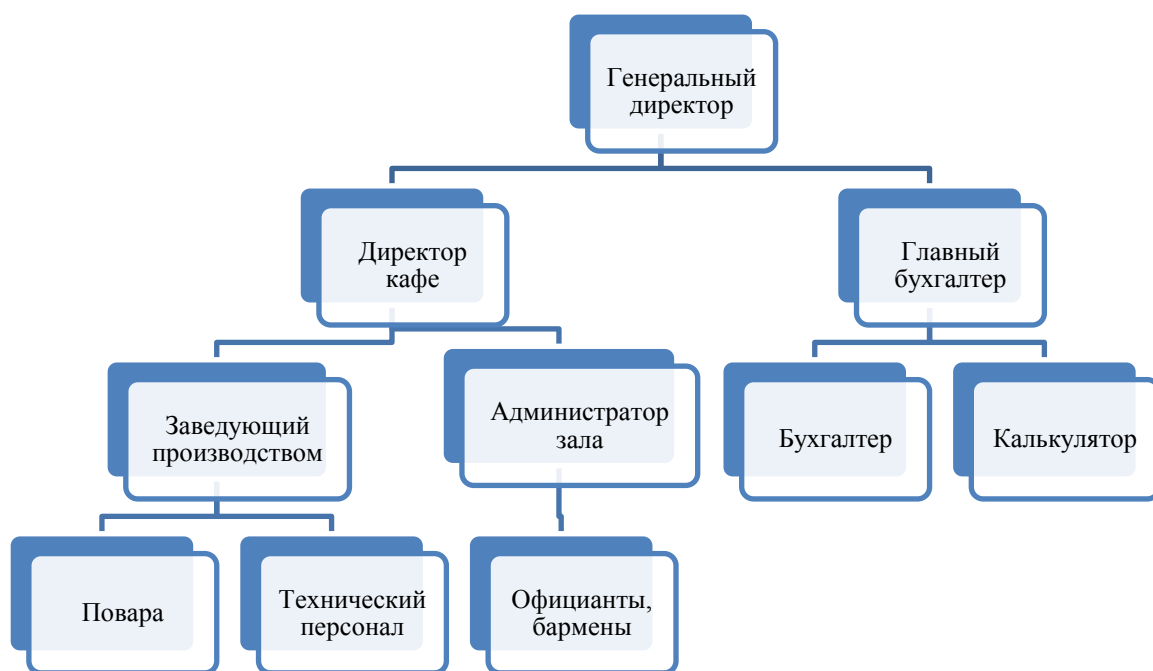 Генеральный
директор
Директор
кафе
Главный
бухгалтер
Заведующий
производством
Администратор
зала
Бухгалтер
Калькулятор
Повара
Технический
персонал
Официанты,
бармены